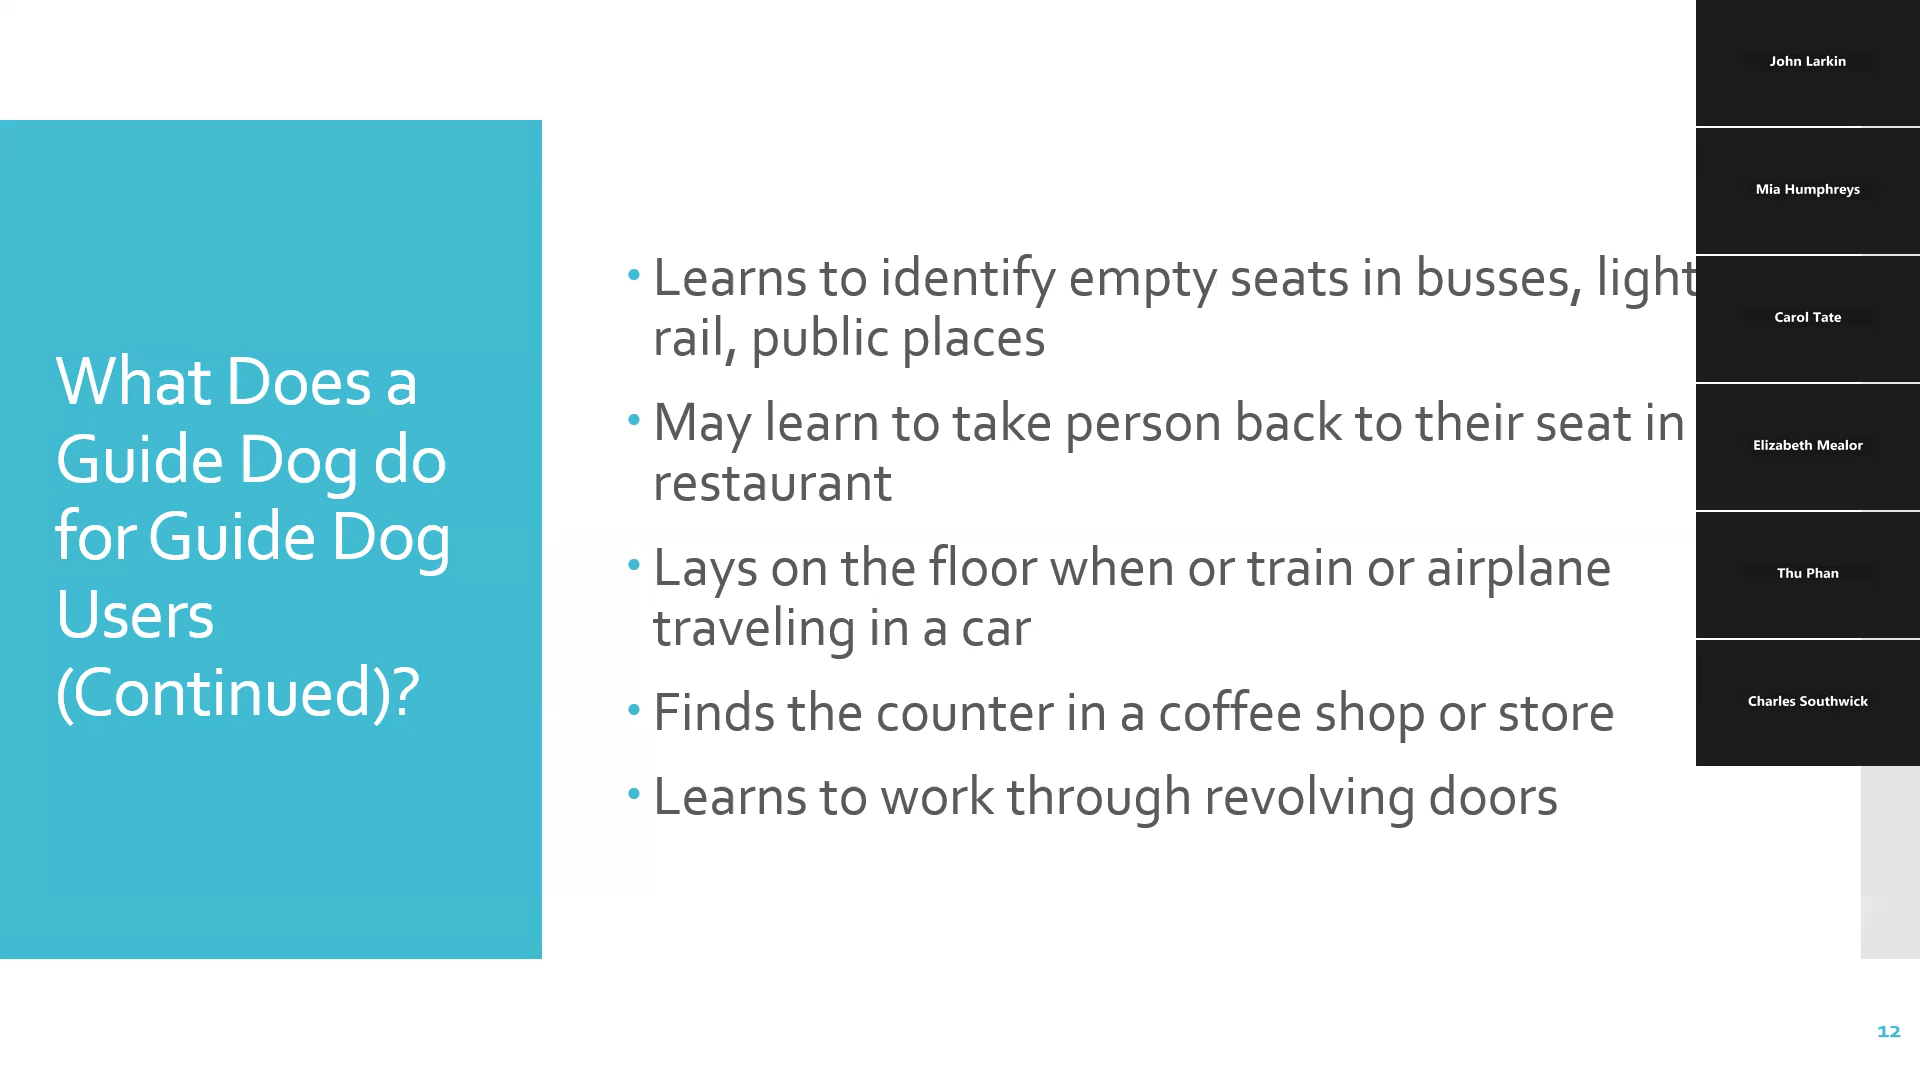 What Does a
Guide Dog do
for Guide Dog
Users
(Continued)?
• Learns to identify empty seats in busses, light
rail, public places
• May learn to take person back to their seat in
restaurant
• Lays on the floor when or train or airplane
traveling in a car
• Finds the counter in a coffee shop or store
• Learns to work through revolving doors
John Larkin
Mia Humphreys
Carol Tate
Elizabeth Mealor
Thu Phan
Charles Southwick
12